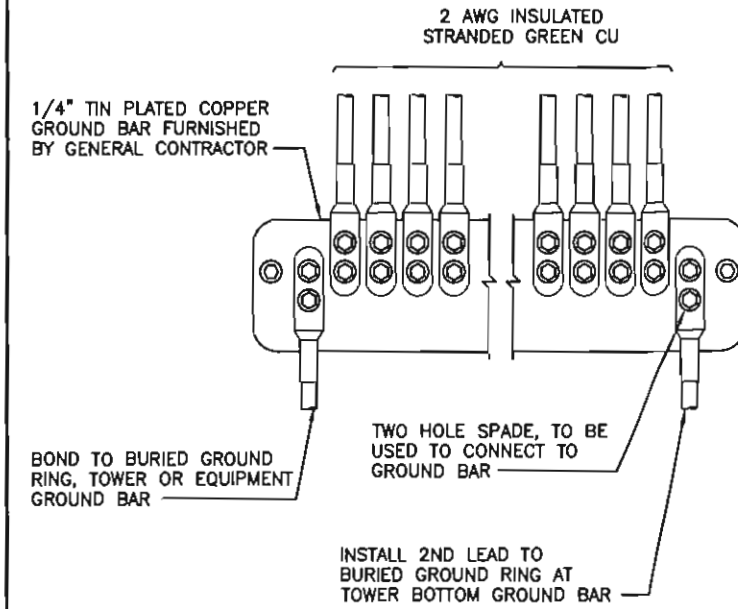 2 AWG INSULATED
STRANDED GREEN CU
1/4" TIN PLATED COPPER
GROUND BAR FURNISHED
BY GENERAL CONTRACTOR
BOND TO BURIED GROUND
RING, TOWER OR EQUIPMENT
GROUND BAR
TWO HOLE SPADE, TO BE
USED TO CONNECT TO
GROUND BAR
INSTALL 2ND LEAD TO
BURIED GROUND RING AT
TOWER BOTTOM GROUND BAR